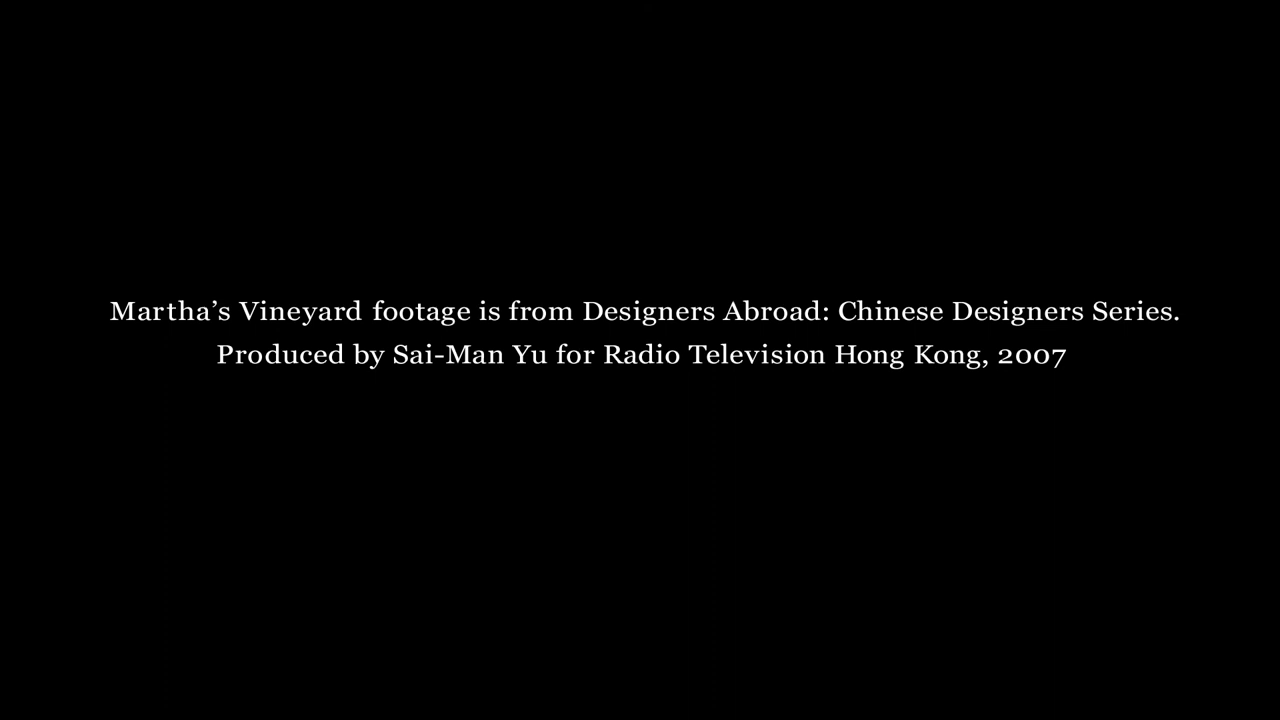 Martha’s Vineyard footage is from Designers Abroad: Chinese Designers Series.
Produced by Sai-Man Yu for Radio Television Hong Kong, 2007